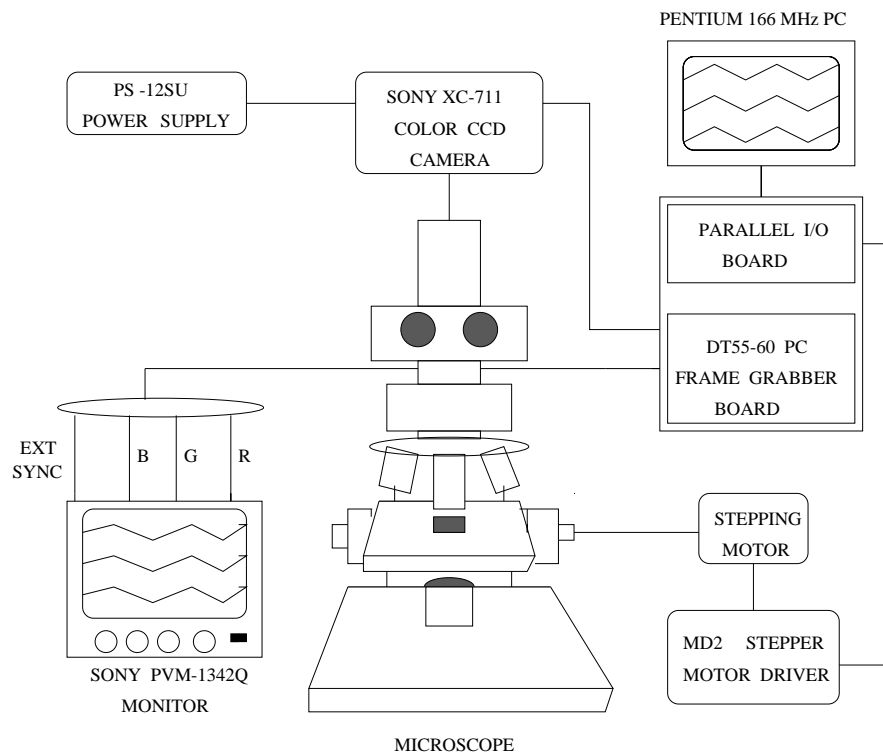 PENTIUM 166 MHz PC
PS -12SU
POWER SUPPLY
SONY XC-711
COLOR CCD
CAMERA
PARALLEL I/O
BOARD
DT55-60 PC
FRAME GRABBER
BOARD
EXT
SYNC
B
G
R
STEPPING
MOTOR
MD2 STEPPER
MOTOR DRIVER
SONY PVM-1342Q
MONITOR
MICROSCOPE